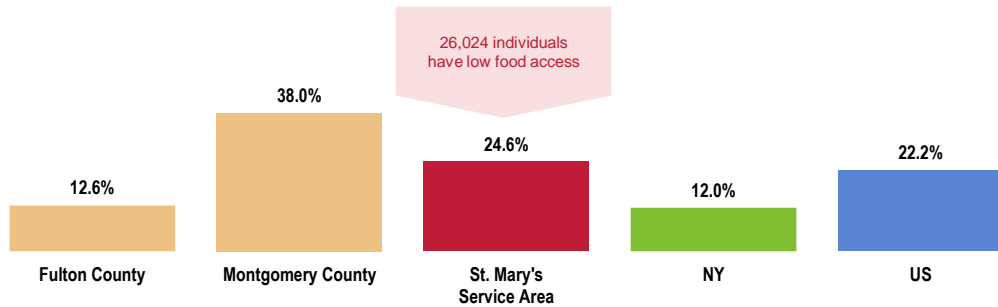 26,024 individuals
have low food access
12.6%
38.0%
24.6%
12.0%
22.2%
Fulton County
Montgomery County
St. Mary's
Service Area
NY
US